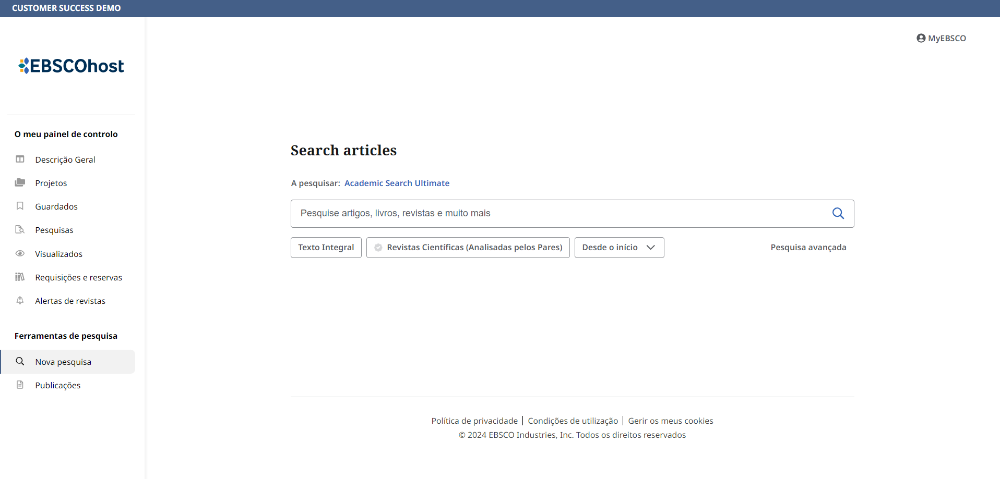 CUSTOMER SUCCESS DEMO
MyEBSCO
EBSCOhost
O meu painel de controlo
Descrição Geral
Projetos
Guardados
Pesquisas
Visualizados
Requisições e reservas
Alertas de revistas
Ferramentas de pesquisa
Nova pesquisa
Publicações
Search articles
A pesquisar: Academic Search Ultimate
Pesquise artigos, livros, revistas e muito mais
Texto Integral Revistas Científicas (Analisadas pelos Pares) Desde o início Pesquisa avançada
Política de privacidade | Condições de utilização | Gerir os meus cookies
© 2024 EBSCO Industries, Inc. Todos os direitos reservados